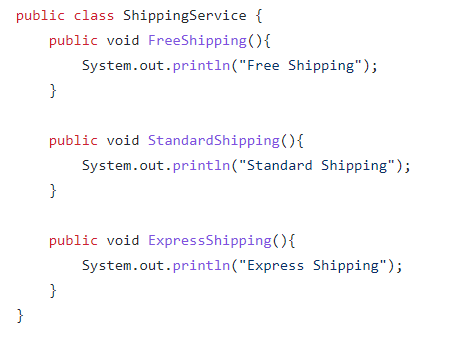 public class ShippingService {
    public void FreeShipping(){
        System.out.println("Free Shipping");
    }

    public void StandardShipping(){
        System.out.println("Standard Shipping");
    }

    public void ExpressShipping(){
        System.out.println("Express Shipping");
    }
}